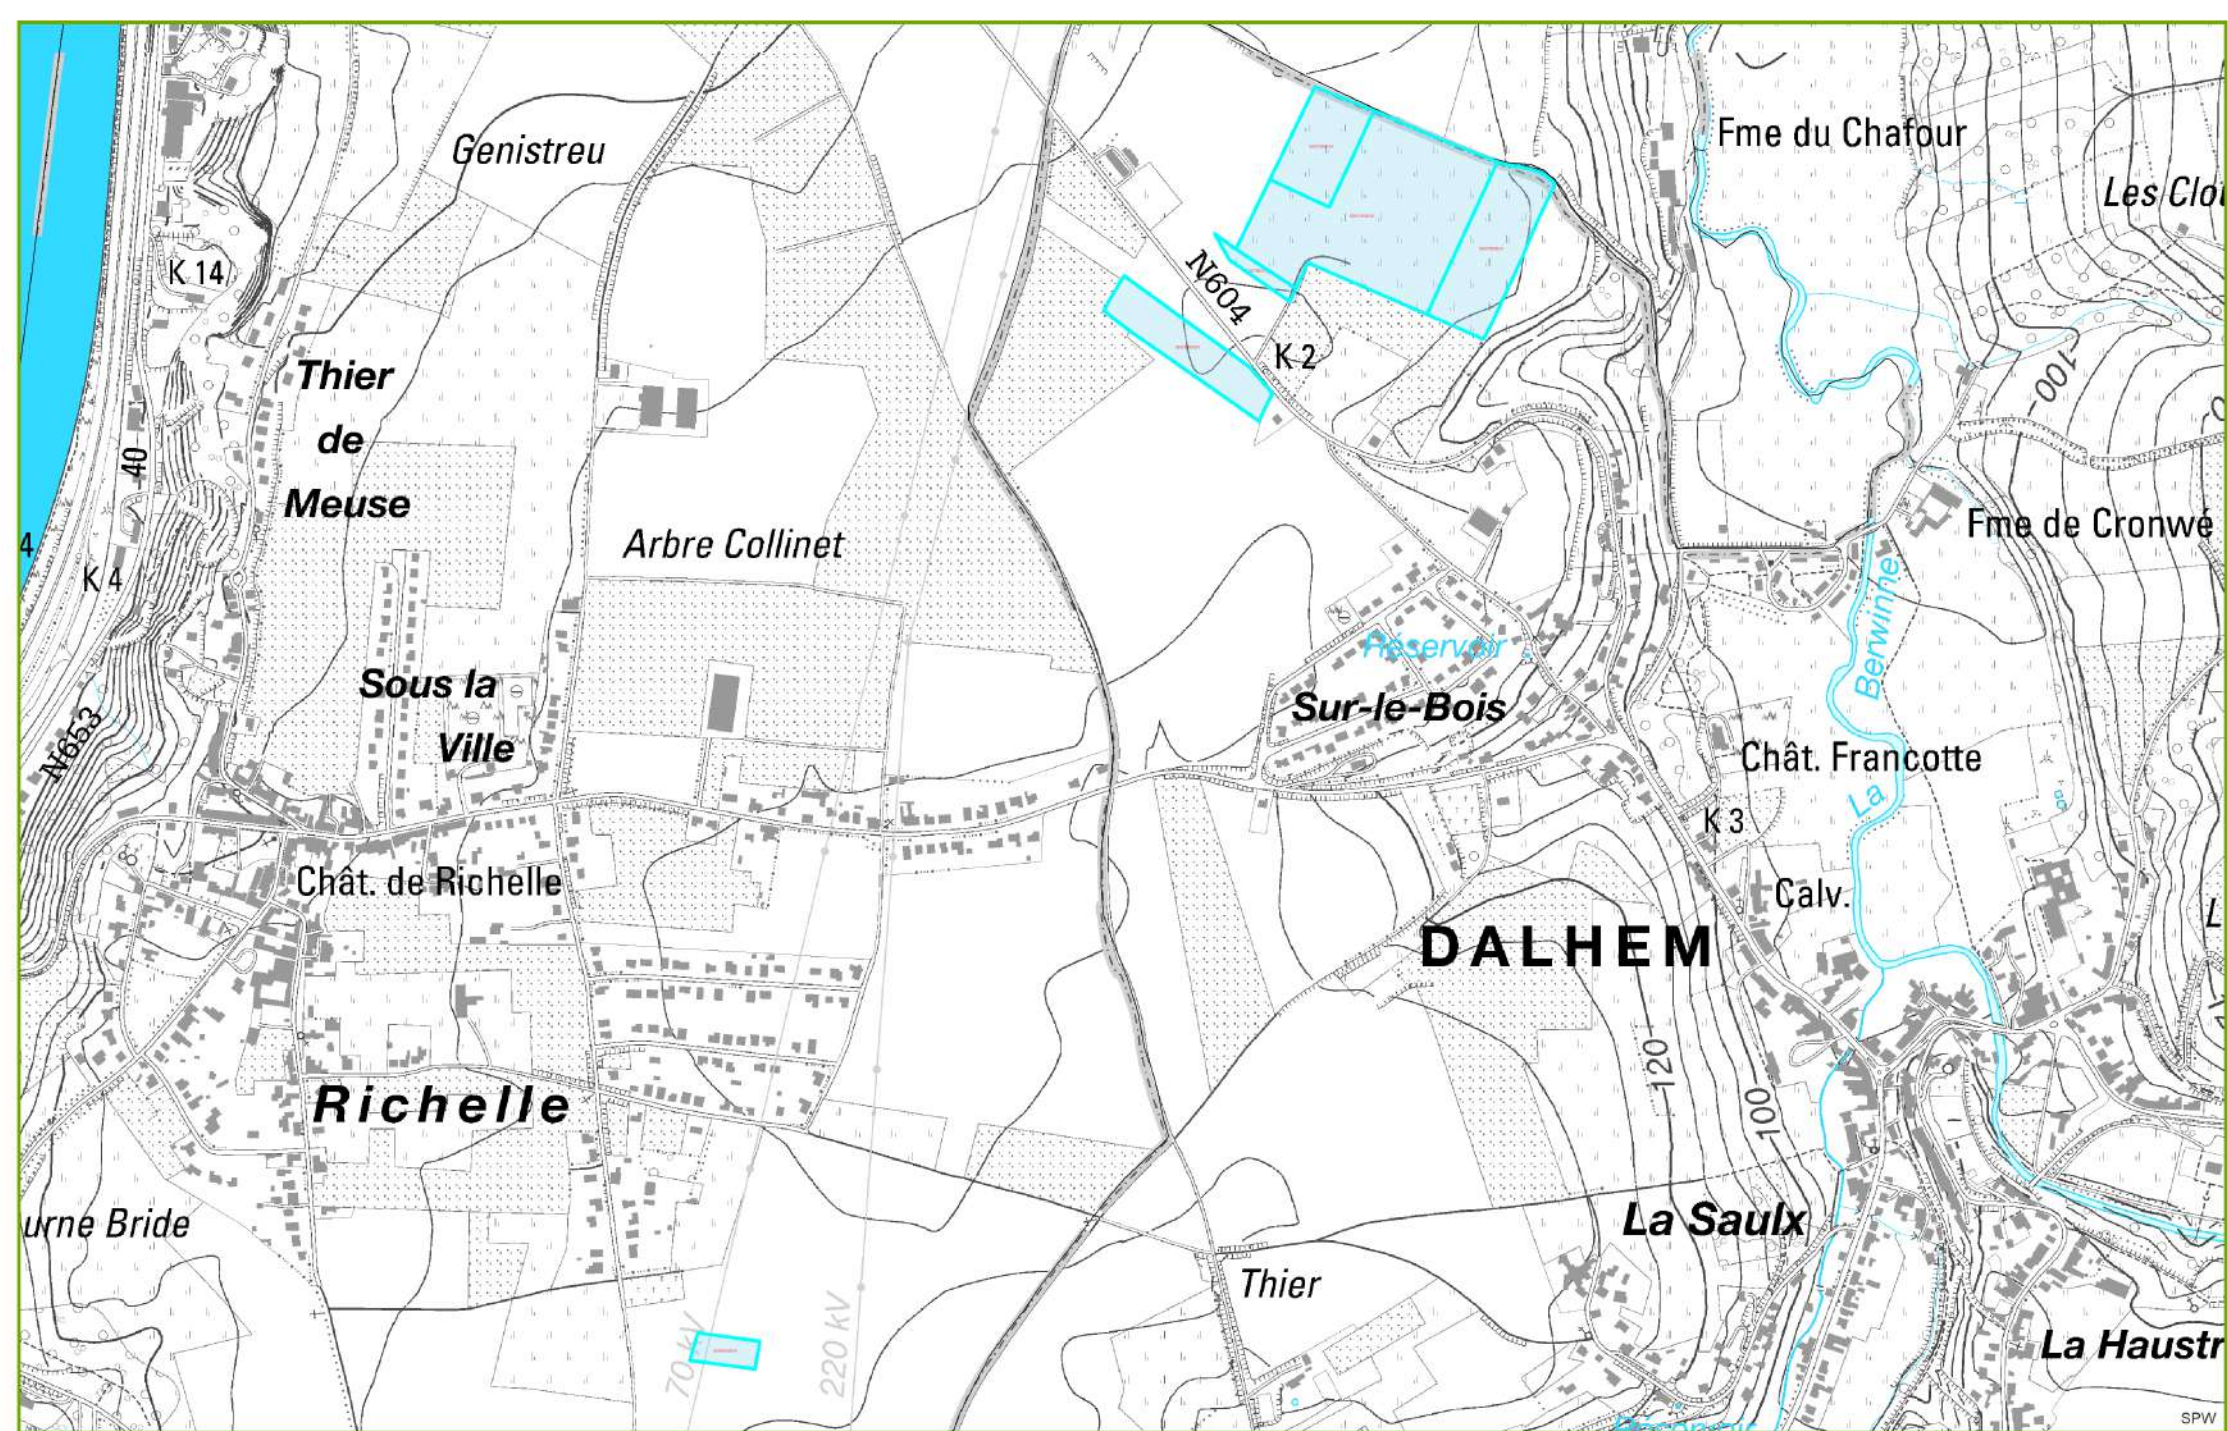 Fme du Chafour
Genistreu
Les Clo
K 14
N604
K 2
Thier
de
Meuse
100
40
Arbre Collinet
Fme de Cronwé
4
K 4
Berwinne
La
Réservoir
Sous la
Ville
Sur-le-Bois
N653
Chât. Francotte
K 3
Chât. de Richelle
Calv.
L
DALHEM
120
100
Richelle
urne Bride
La Saulx
Thier
70 kV
220 kV
La Haustr
Réservoir
SPW